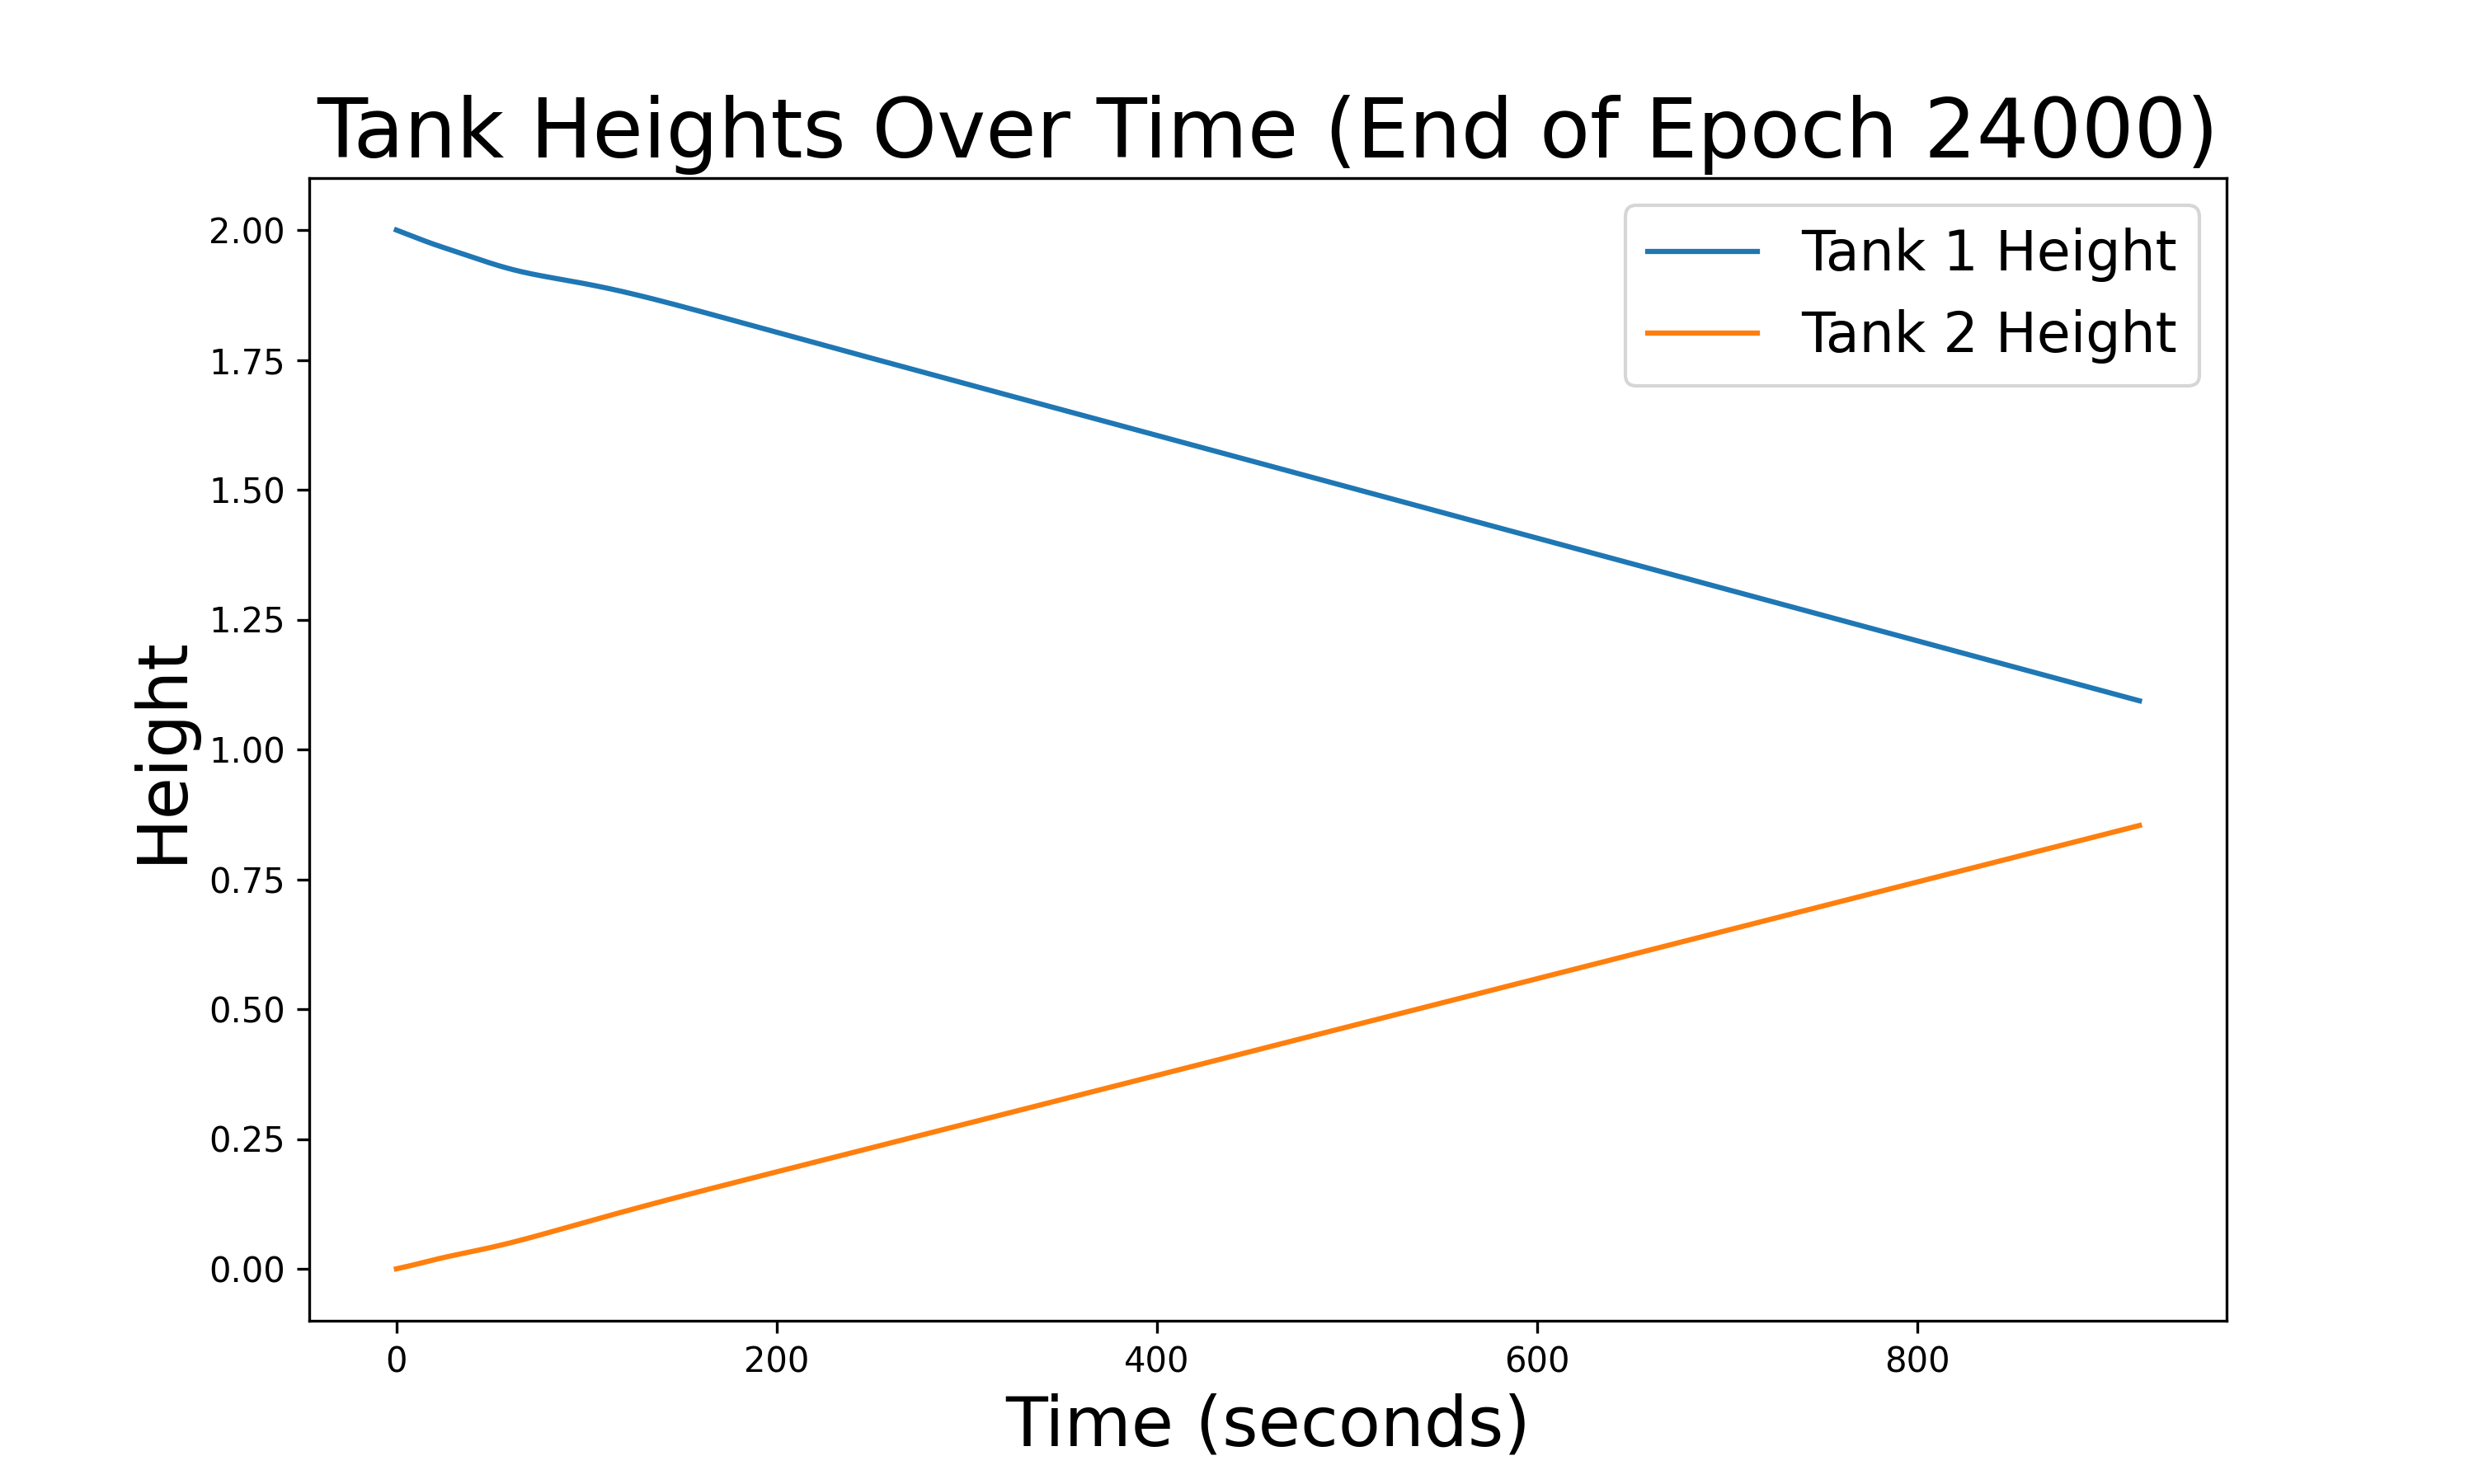 Tank Heights Over Time (End of Epoch 24000)
Tank 1 Height
Tank 2 Height
2.00
1.75
1.50
1.25
1.00
0.75
0.50
0.25
0.00
Height
0 200 400 600 800
Time (seconds)